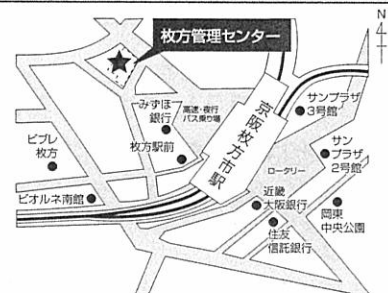 N
枚方管理センター
みずほ
銀行
高速・夜行
バス乗り場
枚方駅前
京阪枚方市駅
サンプラザ
3号館
サン
プラザ
2号館
ロータリー
ビブレ
枚方
ビオルネ南館
近畿
大阪銀行
住友
信託銀行
岡東
中央公園